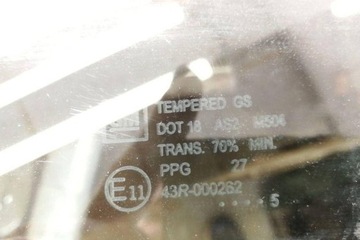 TEMPERED GS
DOT 18 AS2 M504
TRANS. 70% MIN.
PPG 27
E11
43R-000262
. . . . 5